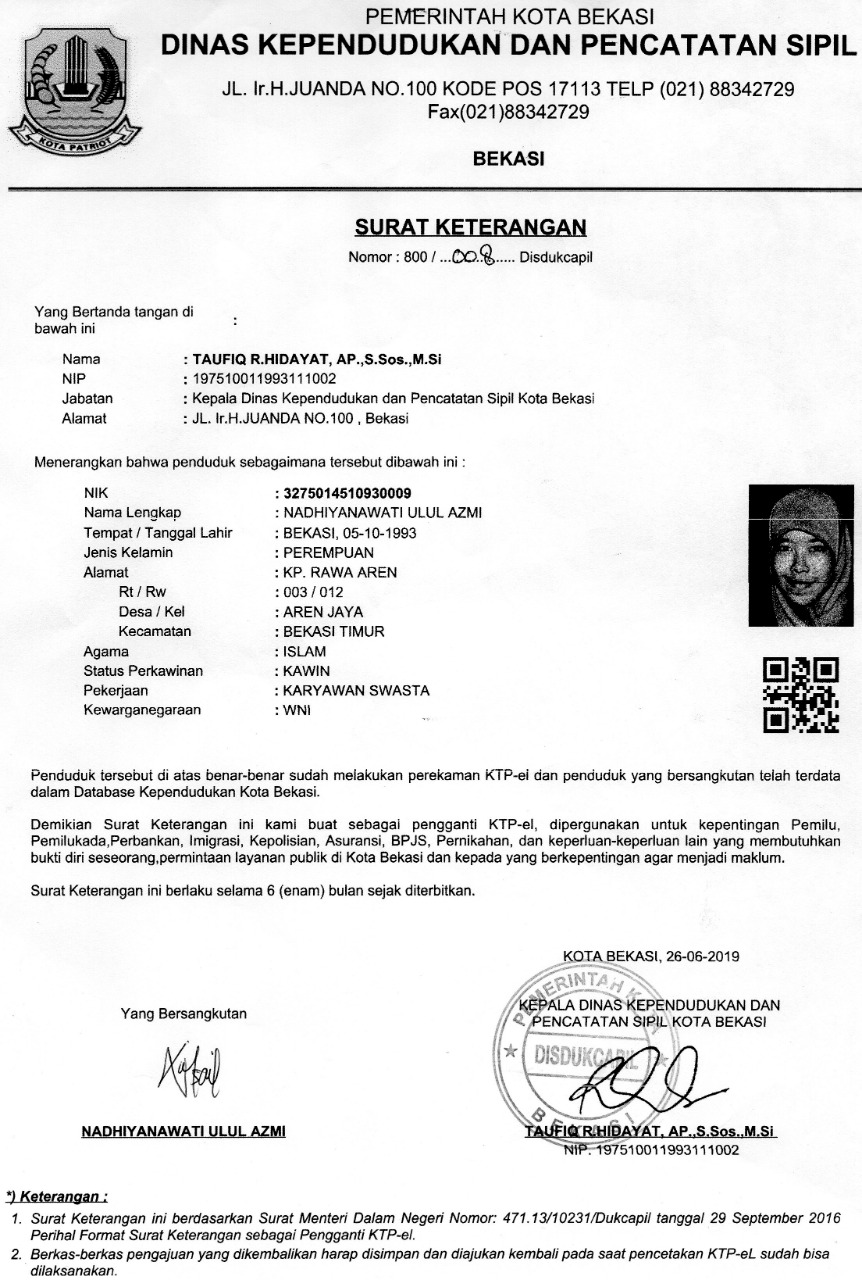 PEMERINTAH KOTA BEKASI
DINAS KEPENDUDUKAN DAN PENCATATAN SIPIL
JL. Ir.H.JUANDA NO.100 KODE POS 17113 TELP (021) 88342729
Fax(021)88342729
KOTA PATRIOT
BEKASI
SURAT KETERANGAN
Nomor : 800 / ...008..... Disdukcapil
Yang Bertanda tangan di
bawah ini :
Nama : TAUFIQ R.HIDAYAT, AP.,S.Sos.,M.Si
NIP : 197510011993111002
Jabatan : Kepala Dinas Kependudukan dan Pencatatan Sipil Kota Bekasi
Alamat : JL. Ir.H.JUANDA NO.100 , Bekasi
Menerangkan bahwa penduduk sebagaimana tersebut dibawah ini :
NIK : 3275014510930009
Nama Lengkap : NADHIYANAWATI ULUL AZMI
Tempat / Tanggal Lahir : BEKASI, 05-10-1993
Jenis Kelamin : PEREMPUAN
Alamat : KP. RAWA AREN
Rt / Rw : 003 / 012
Desa / Kel : AREN JAYA
Kecamatan : BEKASI TIMUR
Agama : ISLAM
Status Perkawinan : KAWIN
Pekerjaan : KARYAWAN SWASTA
Kewarganegaraan : WNI
Penduduk tersebut di atas benar-benar sudah melakukan perekaman KTP-el dan penduduk yang bersangkutan telah terdata
dalam Database Kependudukan Kota Bekasi.
Demikian Surat Keterangan ini kami buat sebagai pengganti KTP-el, dipergunakan untuk kepentingan Pemilu,
Pemilukada,Perbankan, Imigrasi, Kepolisian, Asuransi, BPJS, Pernikahan, dan keperluan-keperluan lain yang membutuhkan
bukti diri seseorang,permintaan layanan publik di Kota Bekasi dan kepada yang berkepentingan agar menjadi maklum.
Surat Keterangan ini berlaku selama 6 (enam) bulan sejak diterbitkan.
KOTA BEKASI, 26-06-2019
Yang Bersangkutan
KEPALA DINAS KEPENDUDUKAN DAN
PENCATATAN SIPIL KOTA BEKASI
PEMERINTAH KOTA
DISDUKCAPIL
BEKASI
NADHIYANAWATI ULUL AZMI
TAUFIQ R.HIDAYAT, AP.,S.Sos.,M.Si
NIP. 197510011993111002
*) Keterangan :
1. Surat Keterangan ini berdasarkan Surat Menteri Dalam Negeri Nomor: 471.13/10231/Dukcapil tanggal 29 September 2016
Perihal Format Surat Keterangan sebagai Pengganti KTP-el.
2. Berkas-berkas pengajuan yang dikembalikan harap disimpan dan diajukan kembali pada saat pencetakan KTP-eL sudah bisa
dilaksanakan.